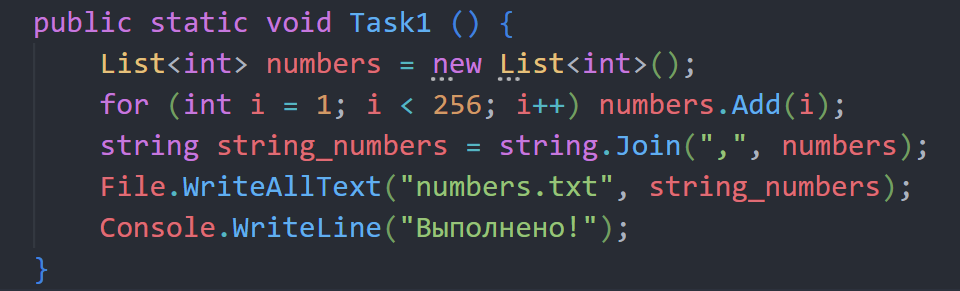 public static void Task1 () {
    List<int> numbers = new List<int>();
    for (int i = 1; i < 256; i++) numbers.Add(i);
    string string_numbers = string.Join(",", numbers);
    File.WriteAllText("numbers.txt", string_numbers);
    Console.WriteLine("Выполнено!");
}